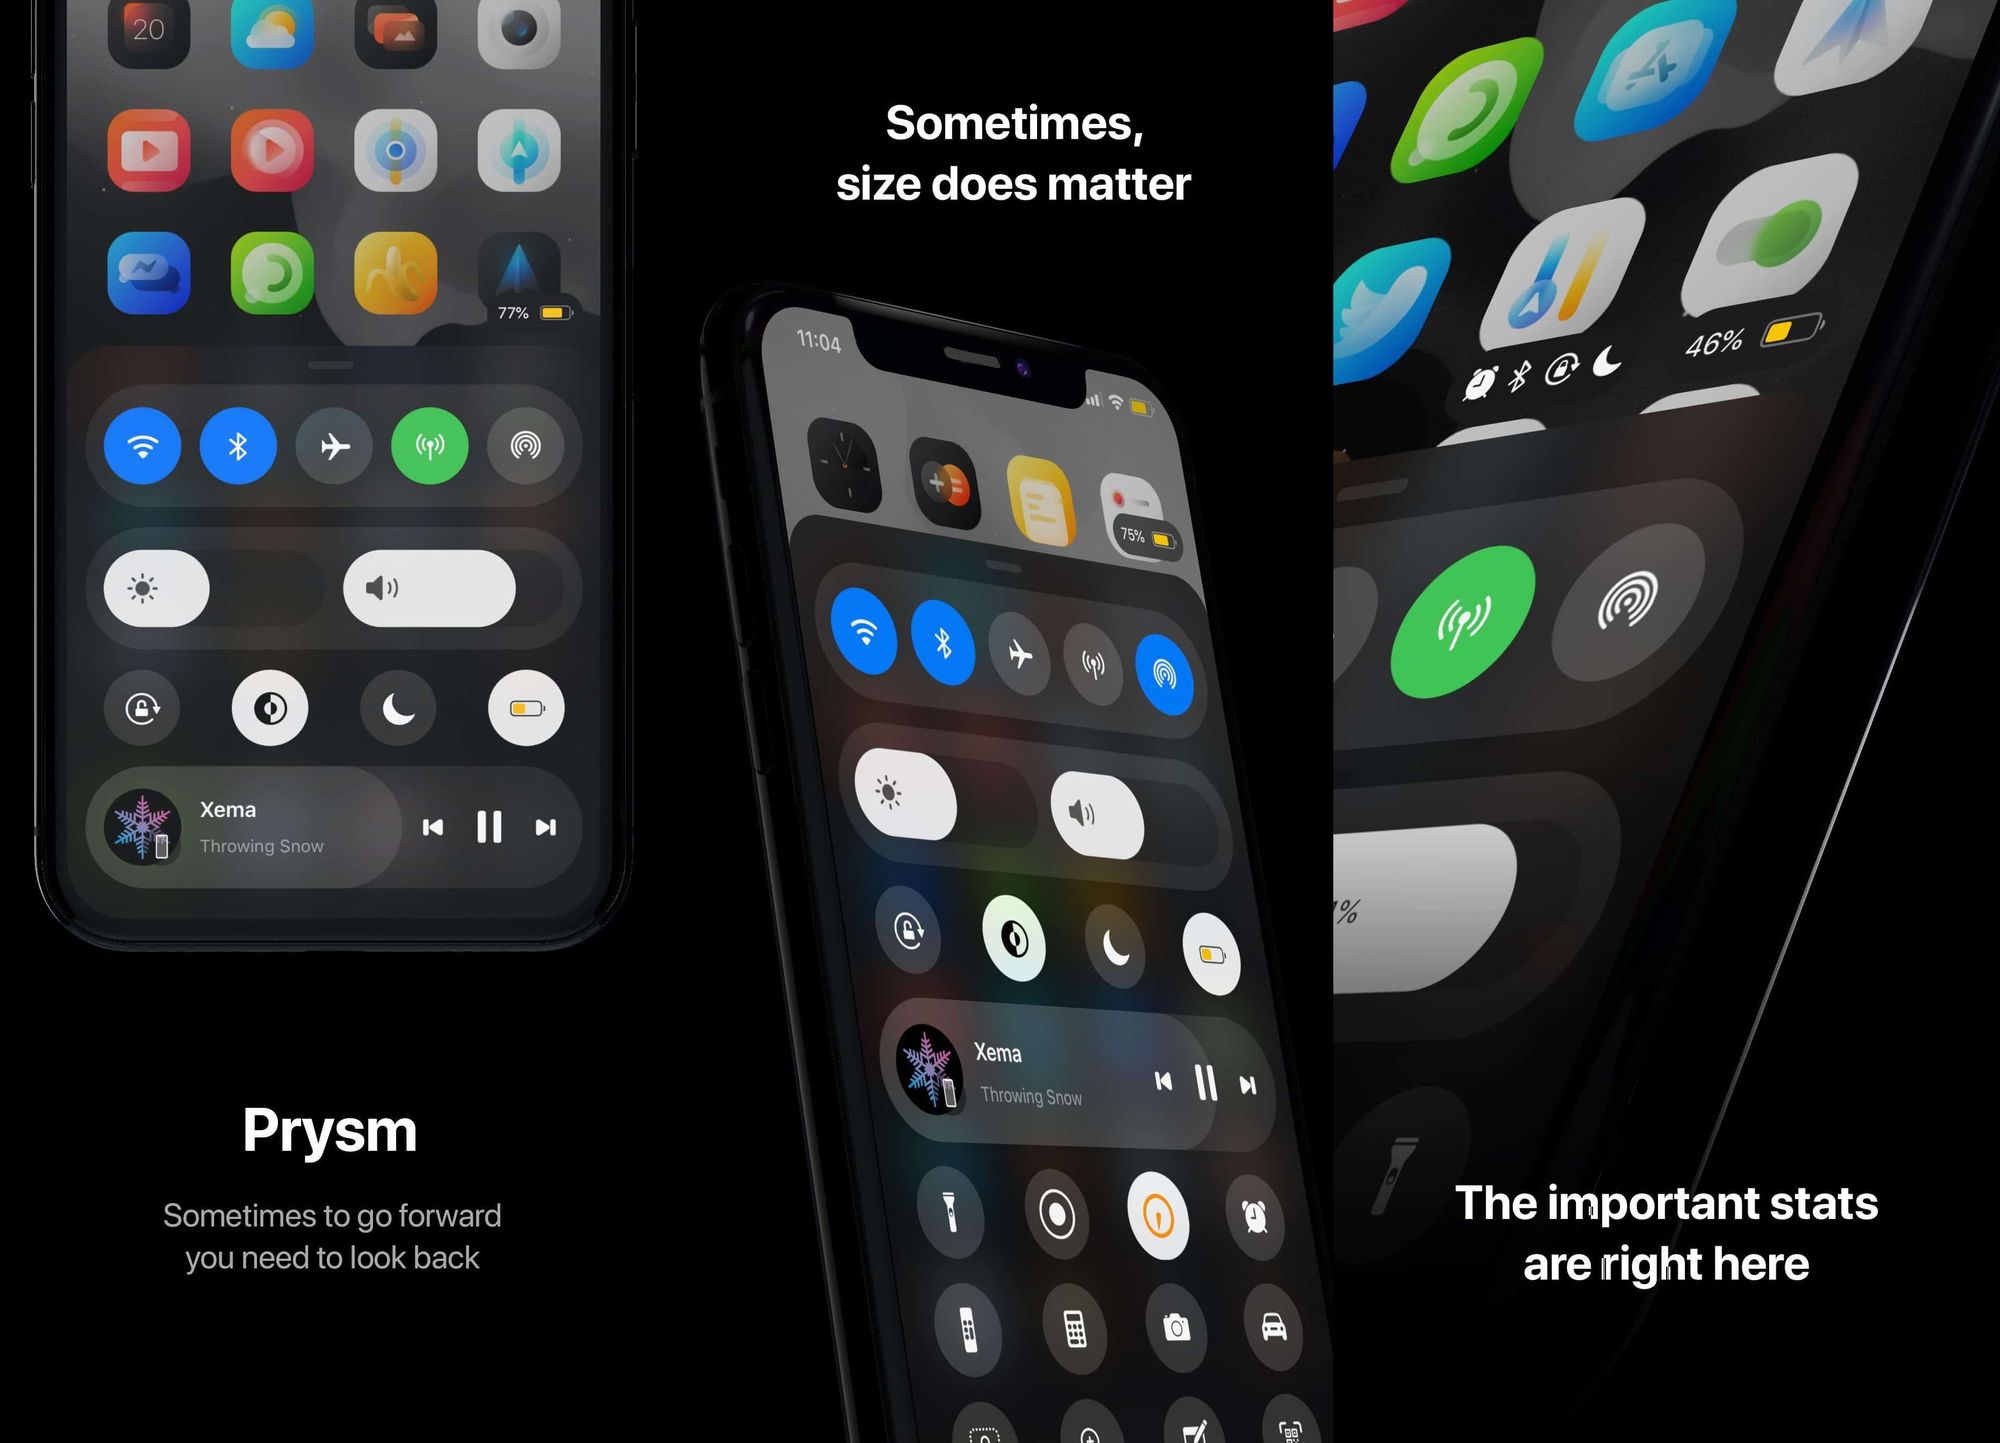 20
77%
Xema
Throwing Snow
Prysm
Sometimes to go forward
you need to look back
Sometimes,
size does matter
11:04
75%
Xema
Throwing Snow
46%
%
The important stats
are right here